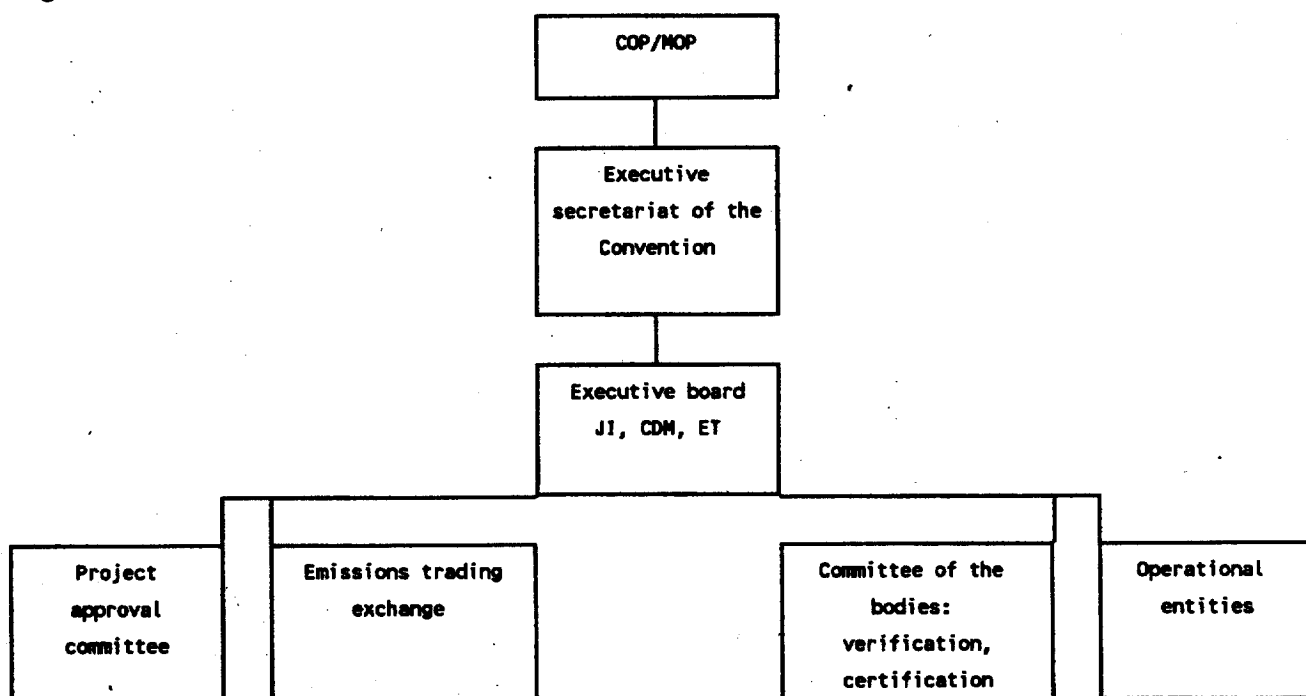 COP/MOP
Executive
secretariat of the
Convention
Executive board
JI, CDM, ET
Project
approval
committee
Emissions trading
exchange
Committee of the
bodies:
verification,
certification
Operational
entities